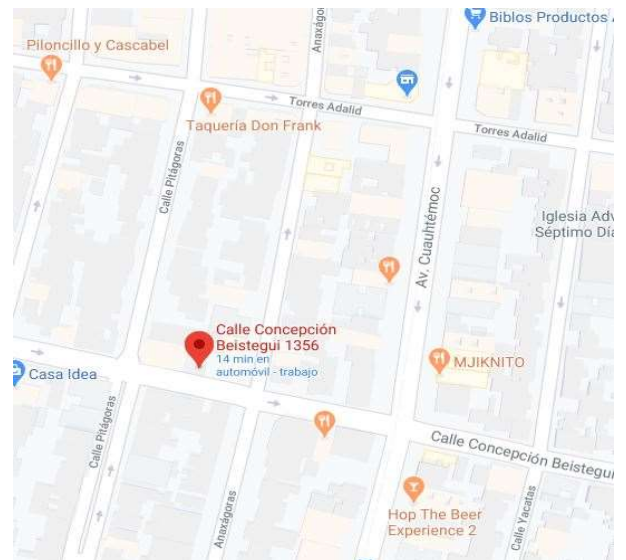 Biblos Productos
Piloncillo y Cascabel
Anaxágoras
Torres Adalid
Taquería Don Frank
Torres Adalid
Calle Pitágoras
Av. Cuauhtémoc
Iglesia Adv
Séptimo Día
Calle Concepción
Beistegui 1356
14 min en
automóvil - trabajo
MJIKNITO
Casa Idea
Calle Pitágoras
Calle Concepción Beistegui
Anaxágoras
Hop The Beer
Experience 2
Calle Yacatas